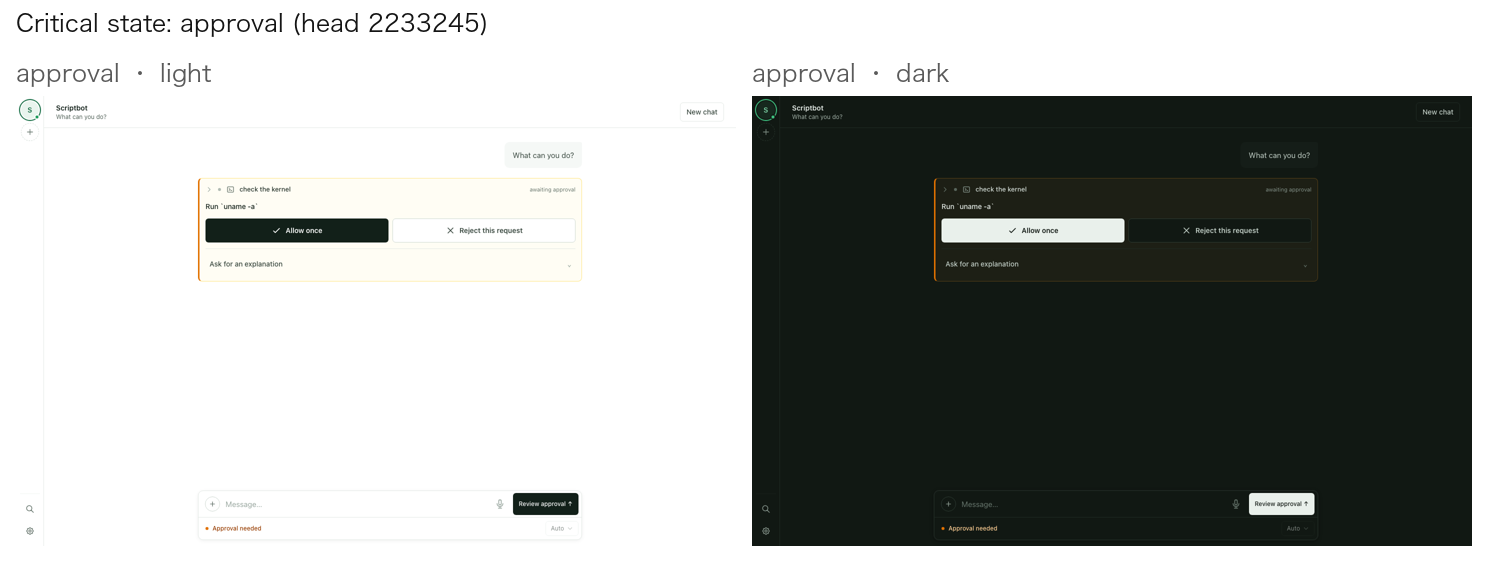 Critical state: approval (head 2233245)
approval · light
S
Scriptbot
What can you do?
New chat
+
What can you do?
check the kernel
awaiting approval
Run `uname -a`
Allow once
Reject this request
Ask for an explanation
+
Message...
Review approval ↑
Approval needed
Auto
approval · dark
S
Scriptbot
What can you do?
New chat
+
What can you do?
check the kernel
awaiting approval
Run `uname -a`
Allow once
Reject this request
Ask for an explanation
+
Message...
Review approval ↑
Approval needed
Auto